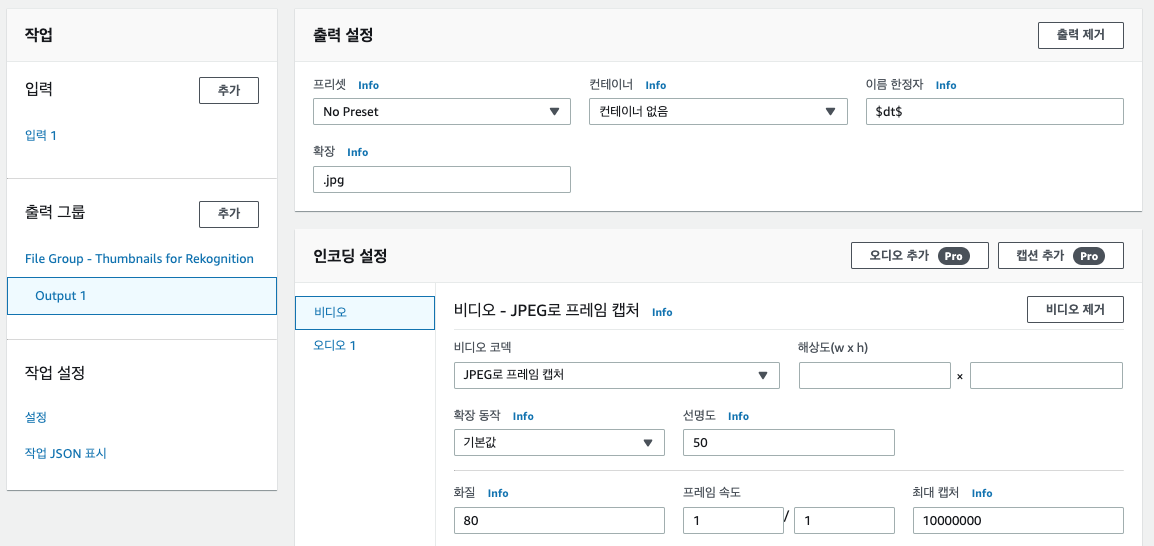 작업
입력
추가
입력 1
출력 그룹
추가
File Group - Thumbnails for Rekognition
Output 1
작업 설정
설정
작업 JSON 표시
출력 설정
출력 제거
프리셋 Info
컨테이너 Info
이름 한정자 Info
No Preset
컨테이너 없음
$dt$
확장 Info
.jpg
인코딩 설정
오디오 추가 Pro
캡션 추가 Pro
비디오
오디오 1
비디오 - JPEG로 프레임 캡처 Info
비디오 제거
비디오 코덱
해상도(w x h)
JPEG로 프레임 캡처
×
확장 동작 Info
선명도 Info
기본값
50
화질 Info
프레임 속도
최대 캡처 Info
80
1 / 1
10000000